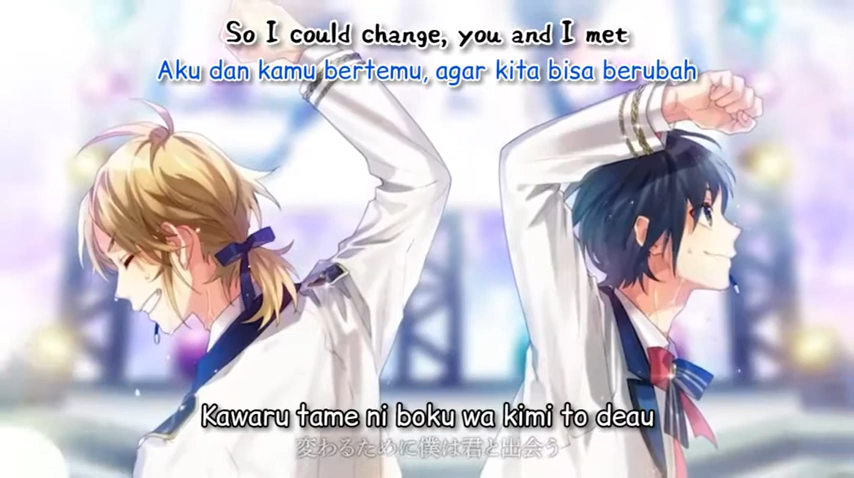 So I could change, you and I met
Aku dan kamu bertemu, agar kita bisa berubah
Kawaru tame ni boku wa kimi to deau
変わるために僕は君と出会う